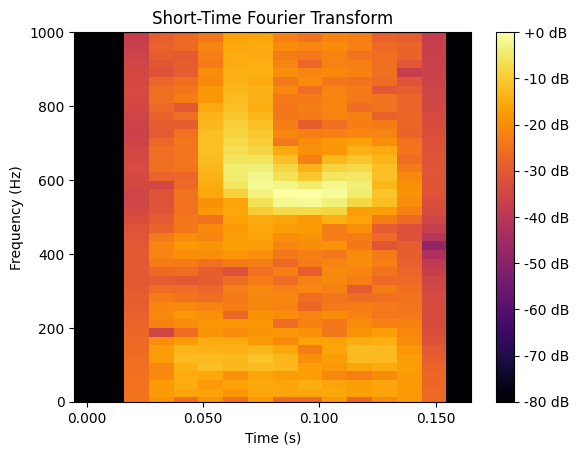 Short-Time Fourier Transform
1000
800
600
400
200
0
Frequency (Hz)
0.000
0.050
0.100
0.150
Time (s)
+0 dB
-10 dB
-20 dB
-30 dB
-40 dB
-50 dB
-60 dB
-70 dB
-80 dB